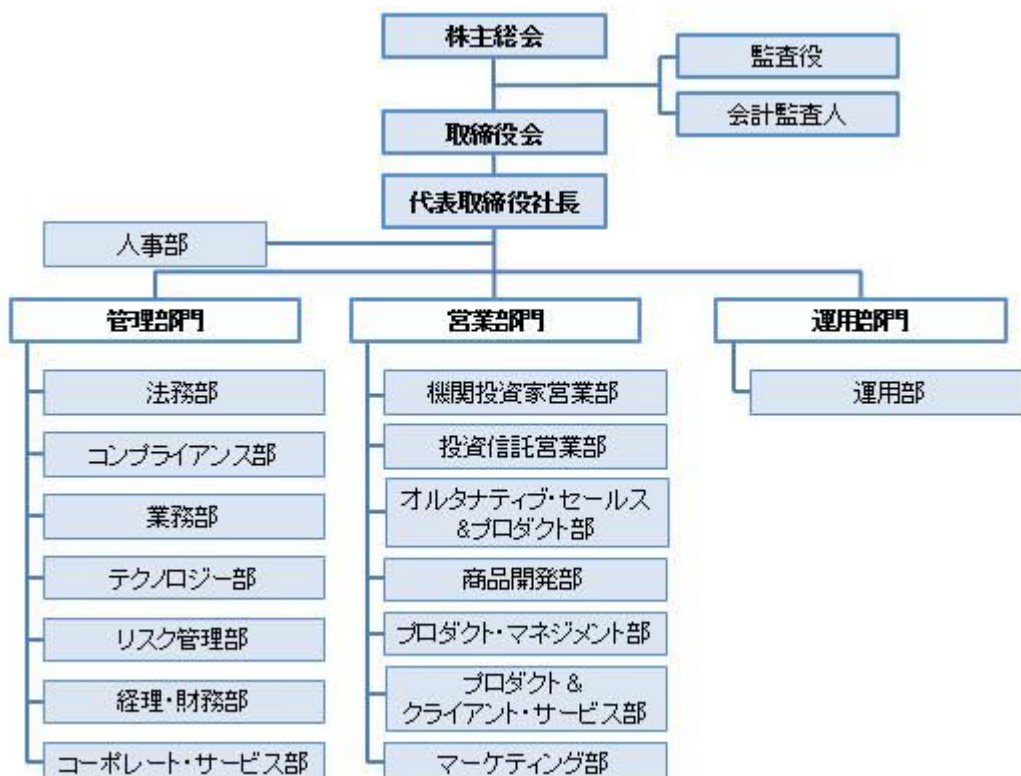 株主総会
監査役
会計監査人
取締役会
代表取締役社長
人事部
管理部門
法務部
コンプライアンス部
業務部
テクノロジー部
リスク管理部
経理・財務部
コーポレート・サービス部
営業部門
機関投資家営業部
投資信託営業部
オルタナティブ・セールス
&プロダクト部
商品開発部
プロダクト・マネジメント部
プロダクト&
クライアント・サービス部
マーケティング部
運用部門
運用部